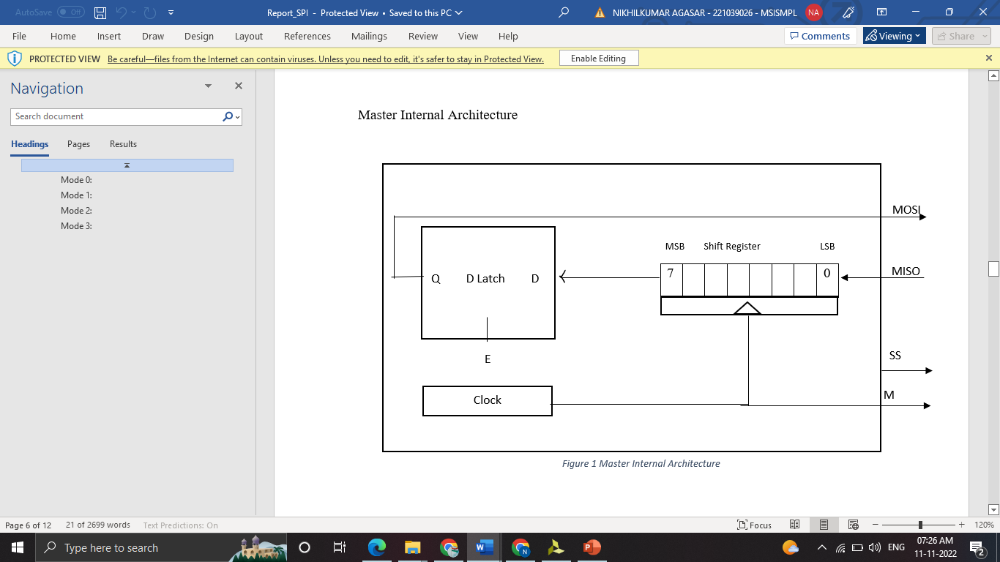 AutoSave Off
Report_SPI - Protected View • Saved to this PC
NIKHILKUMAR AGASAR - 221039026 - MSISMPL NA
File Home Insert Draw Design Layout References Mailings Review View Help
Comments Viewing Share
PROTECTED VIEW Be careful—files from the Internet can contain viruses. Unless you need to edit, it's safer to stay in Protected View. Enable Editing
Navigation
Search document
Headings Pages Results
Mode 0:
Mode 1:
Mode 2:
Mode 3:
Master Internal Architecture
MOSI
MSB Shift Register LSB
7 0
MISO
Q D Latch D
E
SS
Clock
M
Figure 1 Master Internal Architecture
Page 6 of 12 21 of 2699 words Text Predictions: On
Focus 120%
Type here to search
ENG
07:26 AM
11-11-2022
2